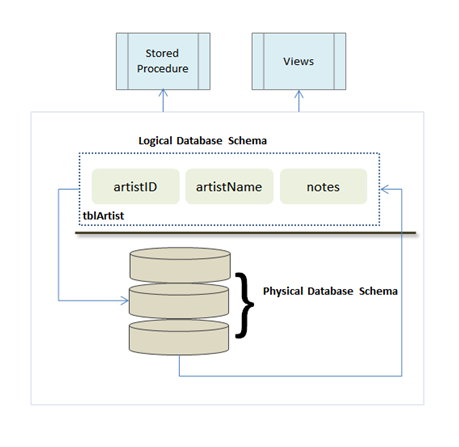 Stored
Procedure
Views
Logical Database Schema
artistID
artistName
notes
tblArtist
Physical Database Schema